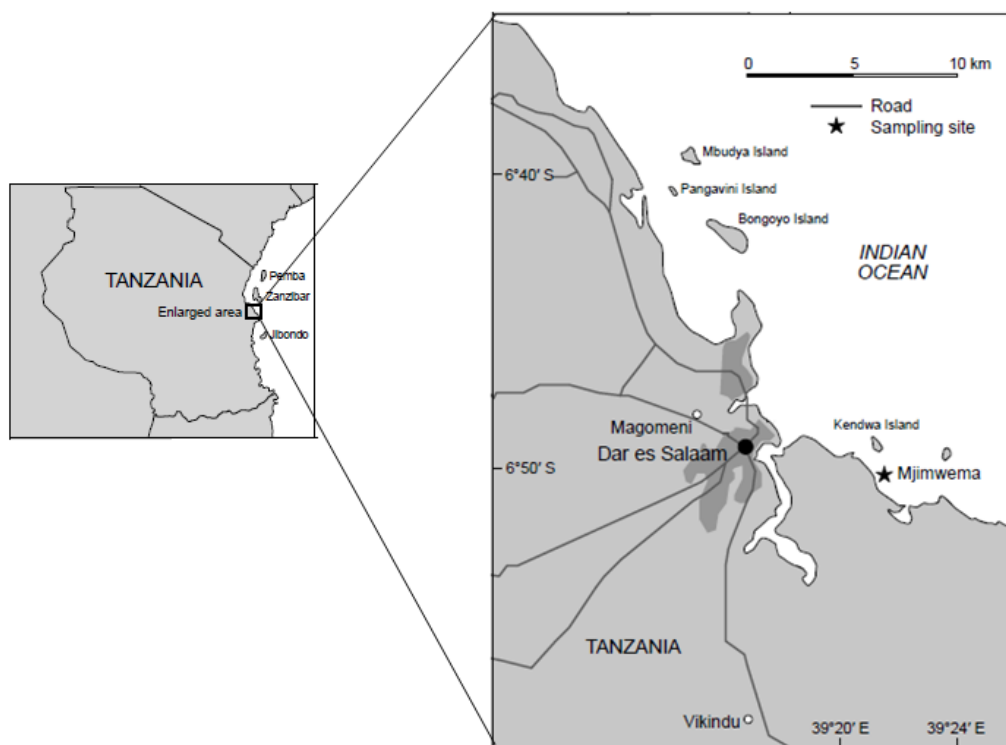 TANZANIA
Pemba
Zanzibar
Enlarged area
Jibondo
0 5 10 km
Road
Sampling site
Mbudya Island
6°40′ S
Pangavini Island
Bongoyo Island
INDIAN
OCEAN
Magomeni
Kendwa Island
Dar es Salaam
6°50′ S
Mjimwema
TANZANIA
Vikindu
39°20′ E
39°24′ E